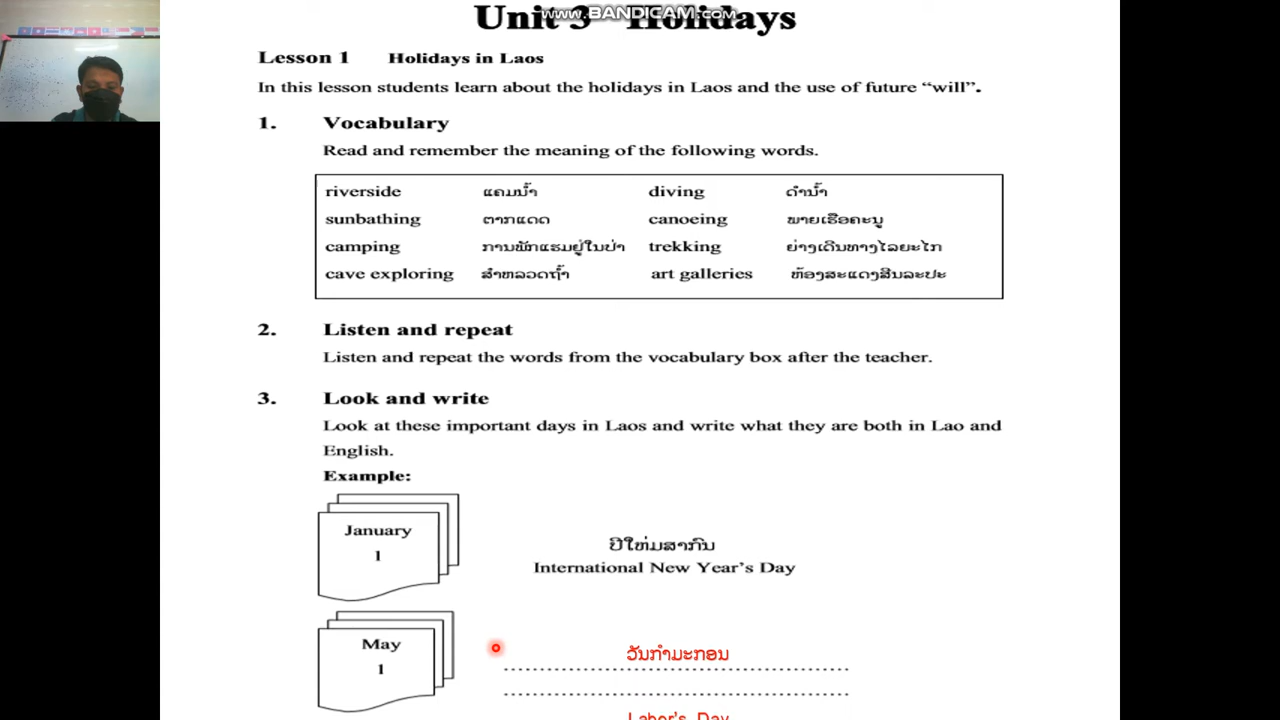 Unit 3 Holidays
www.BANDICAM.com
Lesson 1 Holidays in Laos
In this lesson students learn about the holidays in Laos and the use of future “will”.
1. Vocabulary
Read and remember the meaning of the following words.
riverside ແຄມນ້ຳ diving ດຳນ້ຳ
sunbathing ຕາກແດດ canoeing ພາຍເຮືອຄະນູ
camping ການພັກແຮມຢູ່ໃນປ່າ trekking ຍ່າງເດີນທາງໄລຍະໄກ
cave exploring ສຳຫລວດຖ້ຳ art galleries ຫ້ອງສະແດງສິນລະປະ
2. Listen and repeat
Listen and repeat the words from the vocabulary box after the teacher.
3. Look and write
Look at these important days in Laos and write what they are both in Lao and
English.
Example:
January
1
ປີໃຫ່ມສາກົນ
International New Year’s Day
May
1
ວັນກຳມະກອນ
Labor's Day